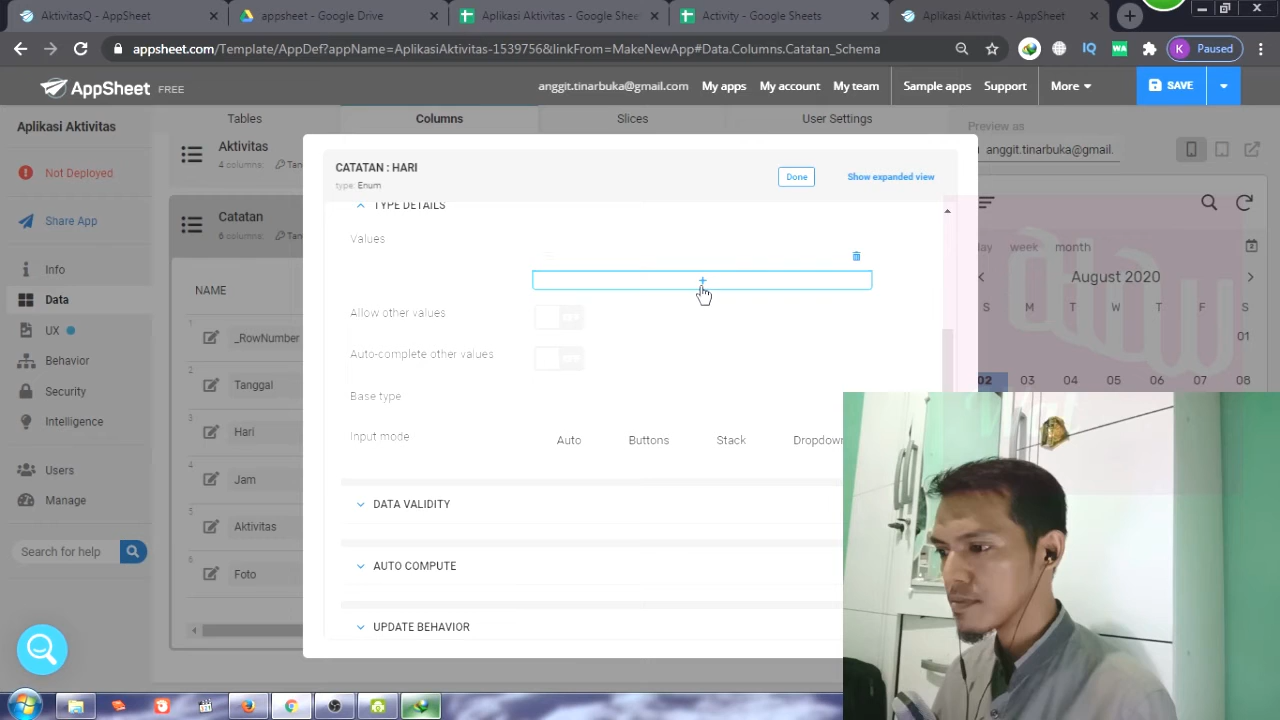 AktivitasQ - AppSheet
appsheet - Google Drive
Aplikasi Aktivitas - Google Shee
Activity - Google Sheets
Aplikasi Aktivitas - AppSheet
appsheet.com/Template/AppDef?appName=AplikasiAktivitas-1539756&linkFrom=MakeNewApp#Data.Columns.Catatan_Schema
IQ
WA
K
Paused
AppSheet
FREE
anggit.tinarbuka@gmail.com
My apps
My account
My team
Sample apps
Support
More
SAVE
Aplikasi Aktivitas
Tables
Columns
Slices
User Settings
Preview as
anggit.tinarbuka@gmail.
Not Deployed
Share App
Info
Data
UX
Behavior
Security
Intelligence
Users
Manage
Search for help
Aktivitas
4 columns:
Catatan
6 columns:
NAME
1
_RowNumber
2
Tanggal
3
Hari
4
Jam
5
Aktivitas
6
Foto
CATATAN : HARI
type: Enum
Done
Show expanded view
TYPE DETAILS
Values
+
Allow other values
OFF
Auto-complete other values
OFF
Base type
Input mode
Auto
Buttons
Stack
Dropdown
DATA VALIDITY
AUTO COMPUTE
UPDATE BEHAVIOR
day
week
month
August 2020
S
M
T
W
T
F
S
01
02
03
04
05
06
07
08